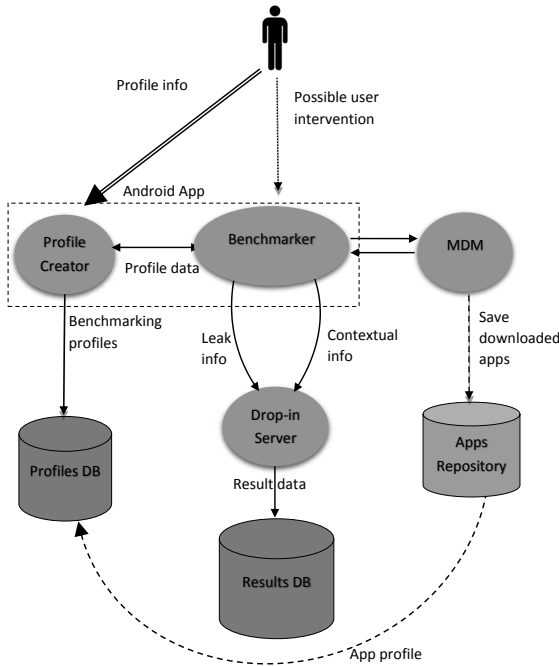 Profile info
Possible user
intervention
Android App
Profile
Creator
Benchmarker
MDM
Profile data
Benchmarking
profiles
Leak
info
Contextual
info
Save
downloaded
apps
Drop-in
Server
Profiles DB
Apps
Repository
Result data
Results DB
App profile